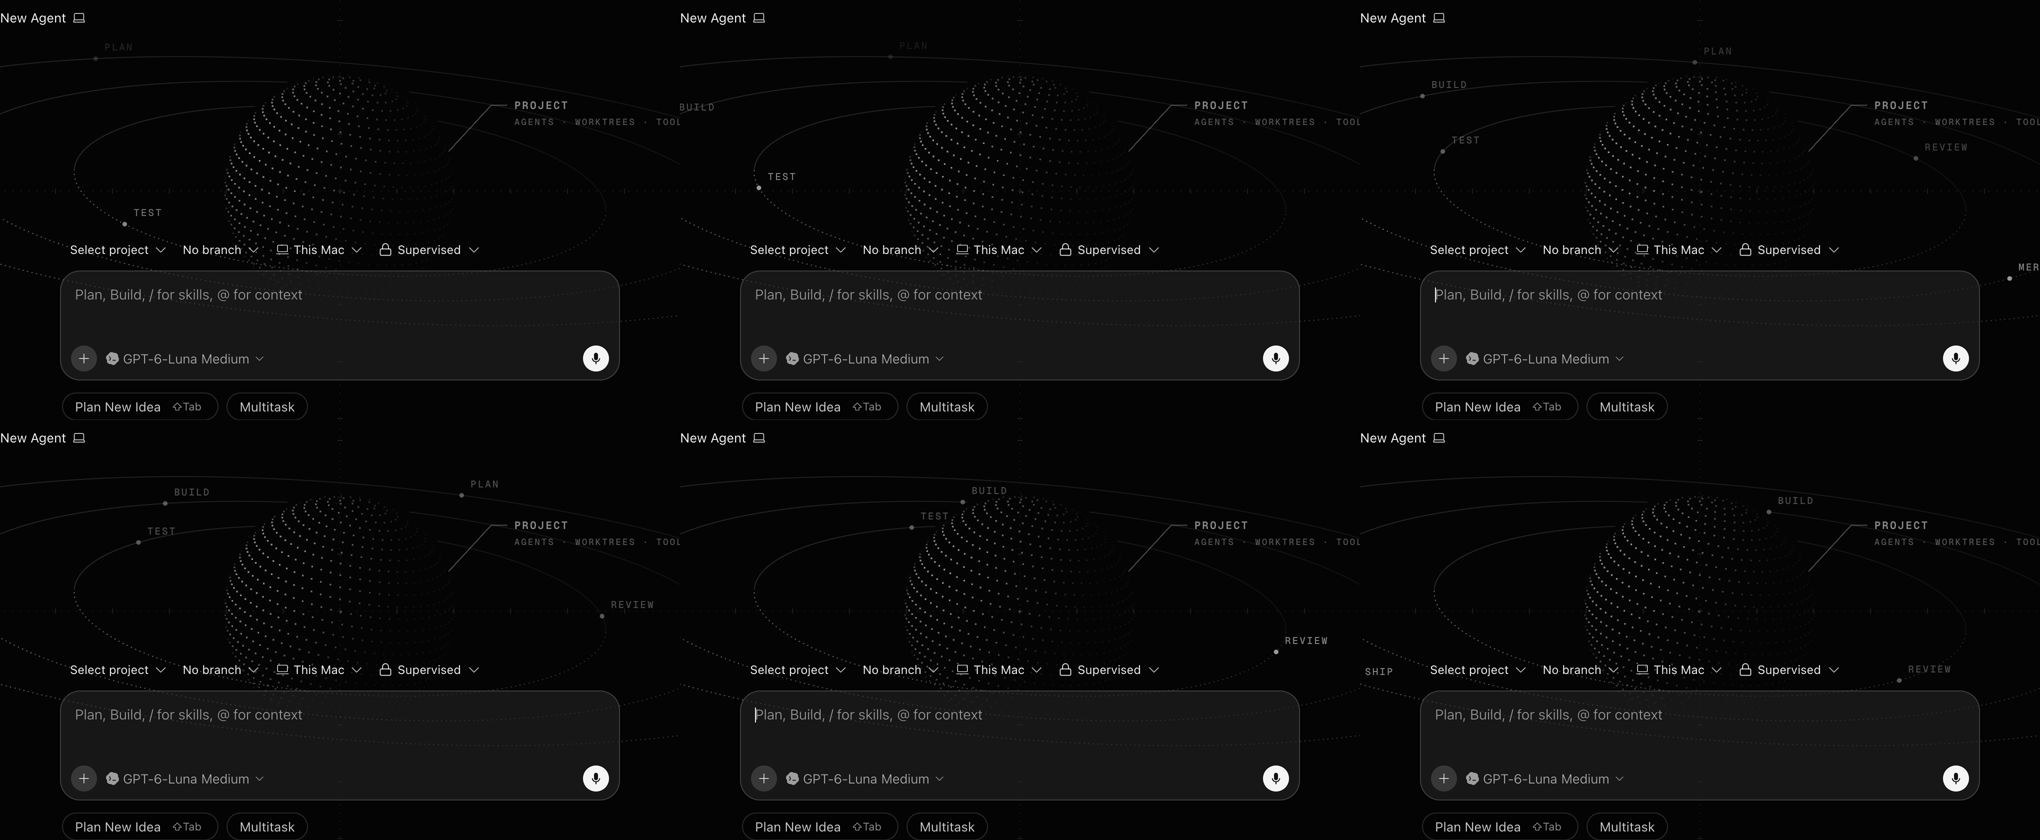 New Agent
PLAN
PROJECT
AGENTS · WORKTREES · TOOL
TEST
Select project No branch This Mac Supervised
Plan, Build, / for skills, @ for context
GPT-6-Luna Medium
Plan New Idea Tab Multitask
New Agent
PLAN
BUILD
PROJECT
AGENTS · WORKTREES · TOOL
TEST
Select project No branch This Mac Supervised
Plan, Build, / for skills, @ for context
GPT-6-Luna Medium
Plan New Idea Tab Multitask
New Agent
PLAN
BUILD
PROJECT
AGENTS · WORKTREES · TOOL
TEST
REVIEW
Select project No branch This Mac Supervised
MER
Plan, Build, / for skills, @ for context
GPT-6-Luna Medium
Plan New Idea Tab Multitask
New Agent
PLAN
BUILD
PROJECT
TEST
AGENTS · WORKTREES · TOOL
REVIEW
Select project No branch This Mac Supervised
Plan, Build, / for skills, @ for context
GPT-6-Luna Medium
Plan New Idea Tab Multitask
New Agent
BUILD
TEST
PROJECT
AGENTS · WORKTREES · TOOL
REVIEW
Select project No branch This Mac Supervised
Plan, Build, / for skills, @ for context
GPT-6-Luna Medium
Plan New Idea Tab Multitask
New Agent
BUILD
PROJECT
AGENTS · WORKTREES · TOOL
SHIP
Select project No branch This Mac Supervised
REVIEW
Plan, Build, / for skills, @ for context
GPT-6-Luna Medium
Plan New Idea Tab Multitask